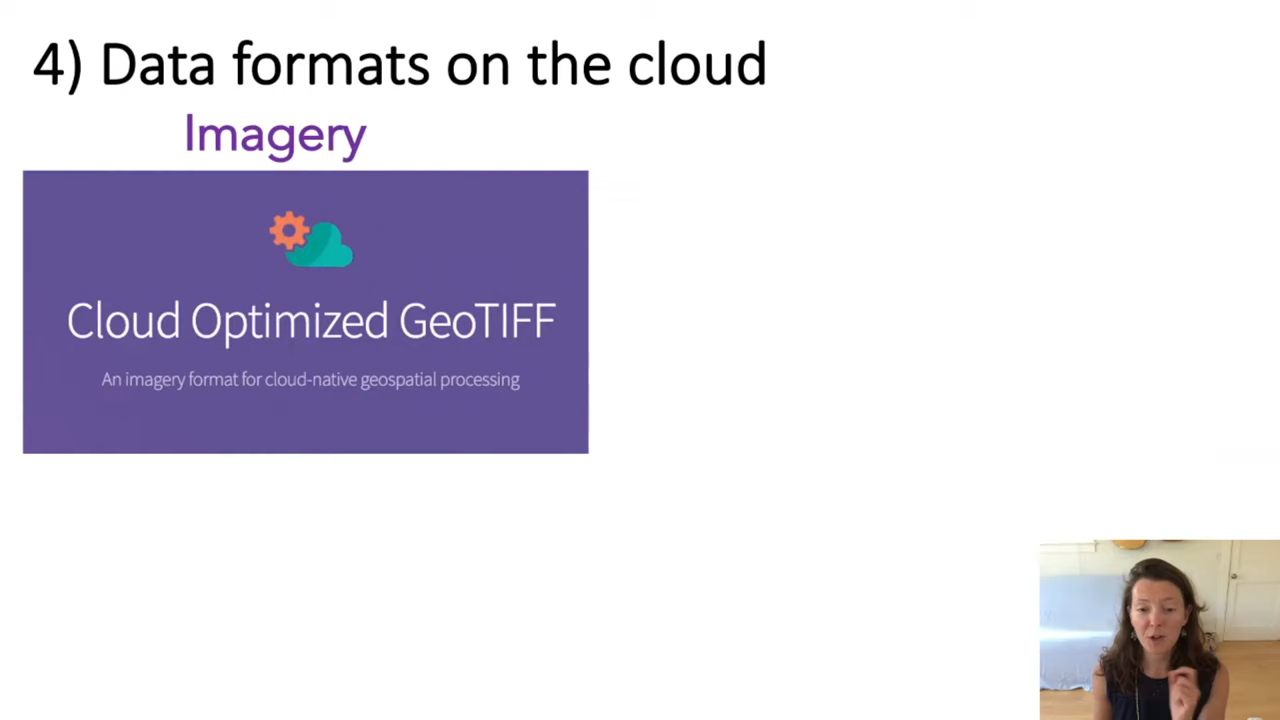 4) Data formats on the cloud
Imagery
Cloud Optimized GeoTIFF
An imagery format for cloud-native geospatial processing